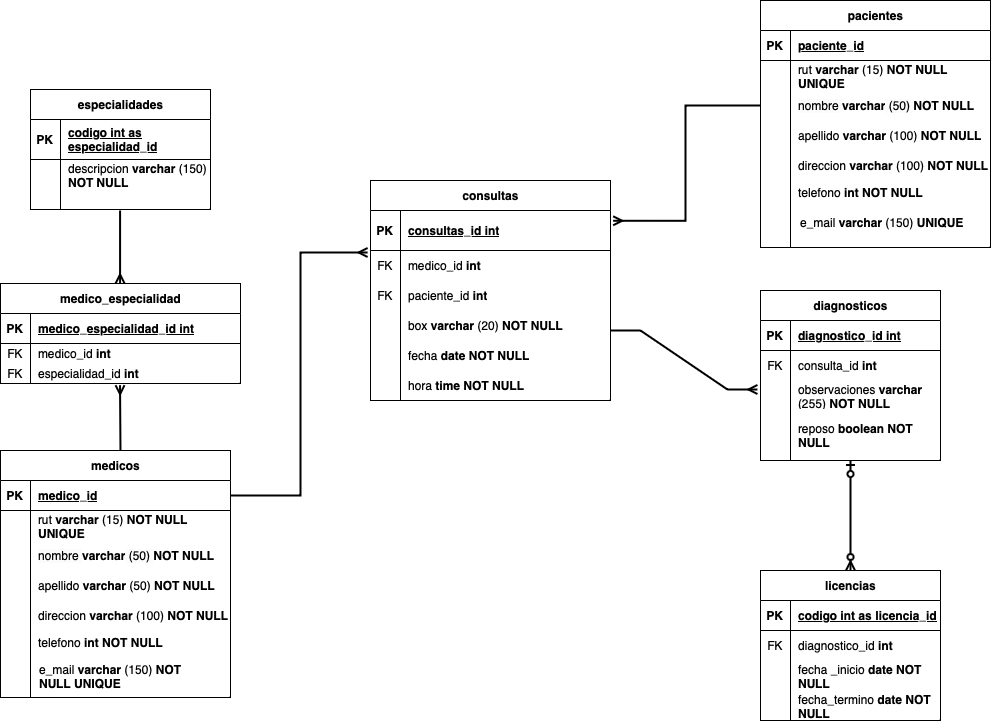 pacientes
PK paciente_id
rut varchar (15) NOT NULL
UNIQUE
nombre varchar (50) NOT NULL
apellido varchar (100) NOT NULL
direccion varchar (100) NOT NULL
telefono int NOT NULL
e_mail varchar (150) UNIQUE
especialidades
PK codigo int as
especialidad_id
descripcion varchar (150)
NOT NULL
consultas
PK consultas_id int
FK medico_id int
FK paciente_id int
box varchar (20) NOT NULL
fecha date NOT NULL
hora time NOT NULL
medico_especialidad
PK medico_especialidad_id int
FK medico_id int
FK especialidad_id int
diagnosticos
PK diagnostico_id int
FK consulta_id int
observaciones varchar
(255) NOT NULL
reposo boolean NOT
NULL
medicos
PK medico_id
rut varchar (15) NOT NULL
UNIQUE
nombre varchar (50) NOT NULL
apellido varchar (50) NOT NULL
direccion varchar (100) NOT NULL
telefono int NOT NULL
e_mail varchar (150) NOT
NULL UNIQUE
licencias
PK codigo int as licencia_id
FK diagnostico_id int
fecha _inicio date NOT
NULL
fecha_termino date NOT
NULL